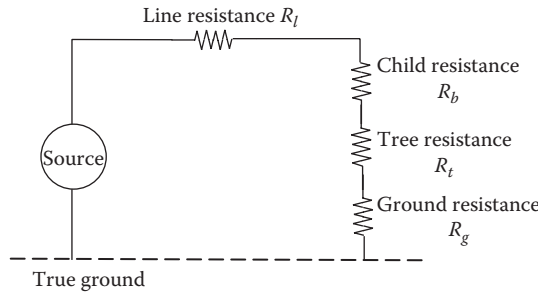 Line resistance R_l
Child resistance
R_b
Tree resistance
R_t
Source
Ground resistance
R_g
True ground